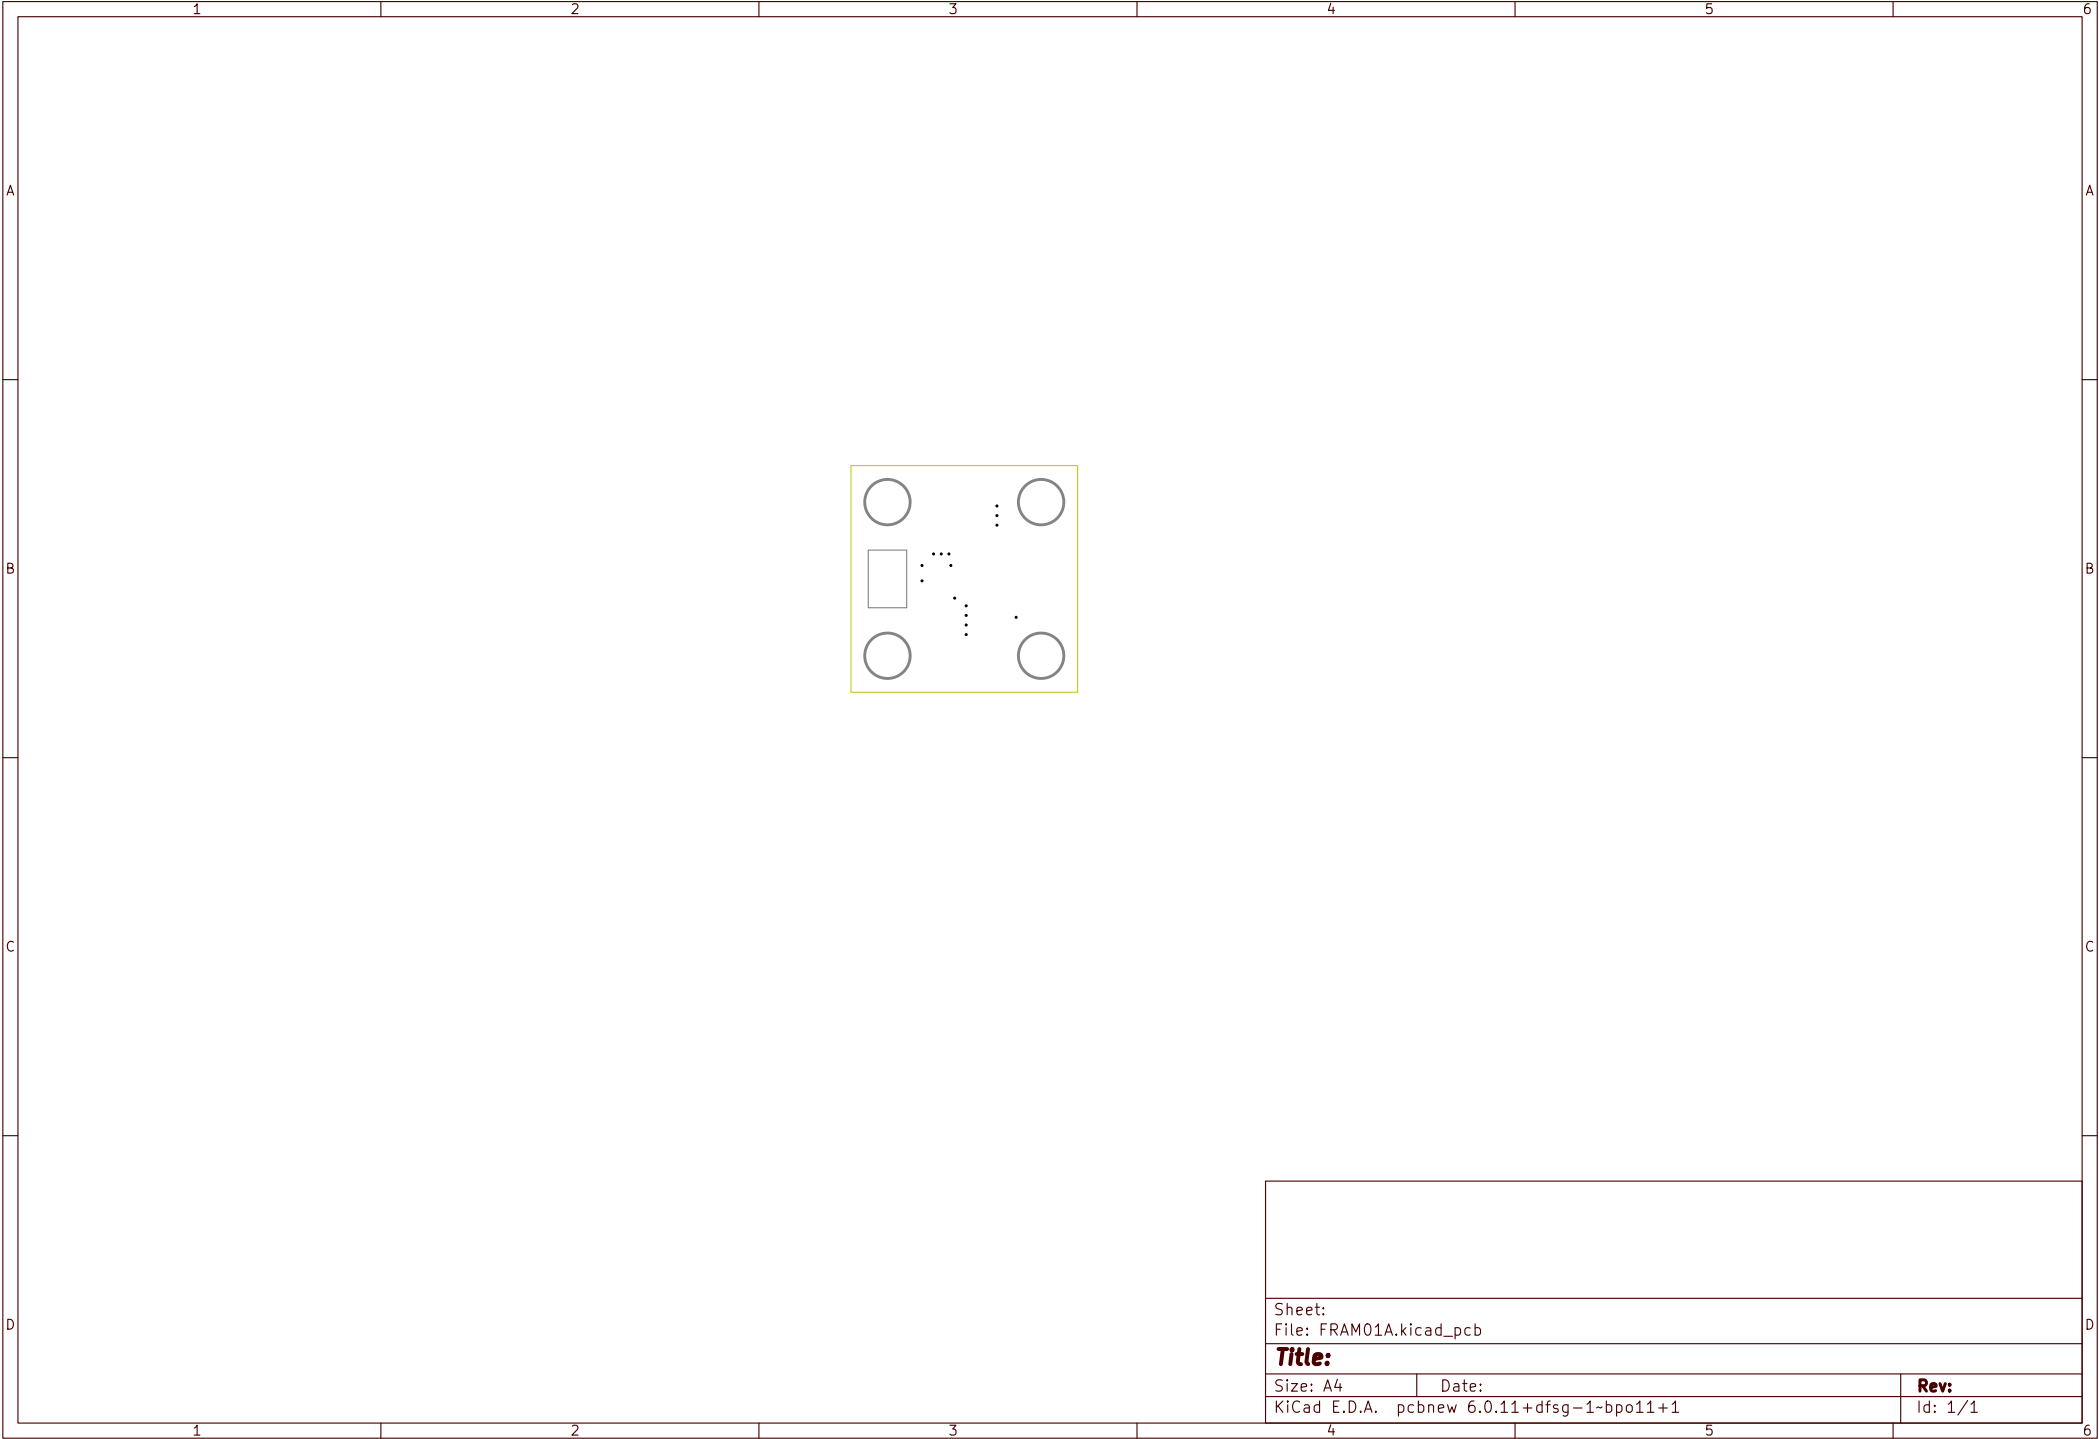 1 2 3 4 5 6
A A
B B
C C
D D
Sheet:
File: FRAM01A.kicad_pcb
Title:
Size: A4 Date: Rev:
KiCad E.D.A. pcbnew 6.0.11+dfsg-1~bpo11+1 Id: 1/1
1 2 3 4 5 6